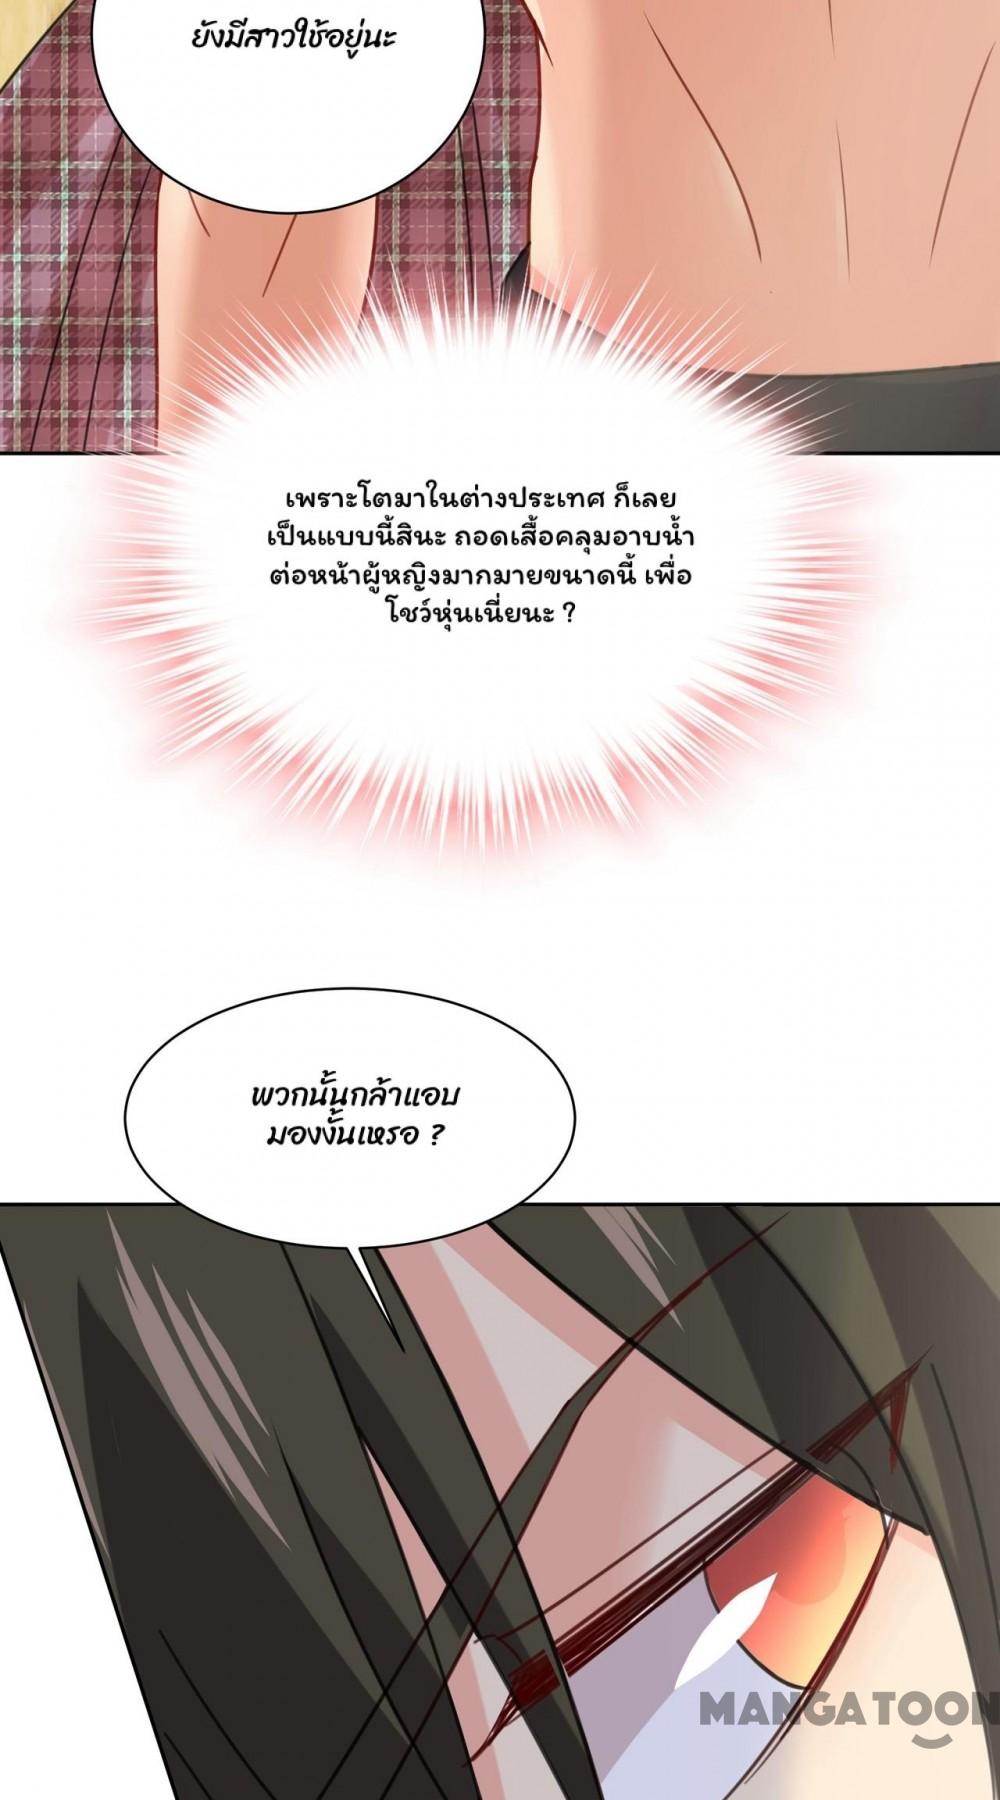 ยังมีสาวใช้อยู่นะ
เพราะโตมาในต่างประเทศ ก็เลย
เป็นแบบนี้สินะ ถอดเสื้อคลุมอาบน้ำ
ต่อหน้าผู้หญิงมากมายขนาดนี้ เพื่อ
โชว์หุ่นเนี่ยนะ ?
พวกนั้นกล้าแอบ
มองงั้นเหรอ ?
MANGATOON